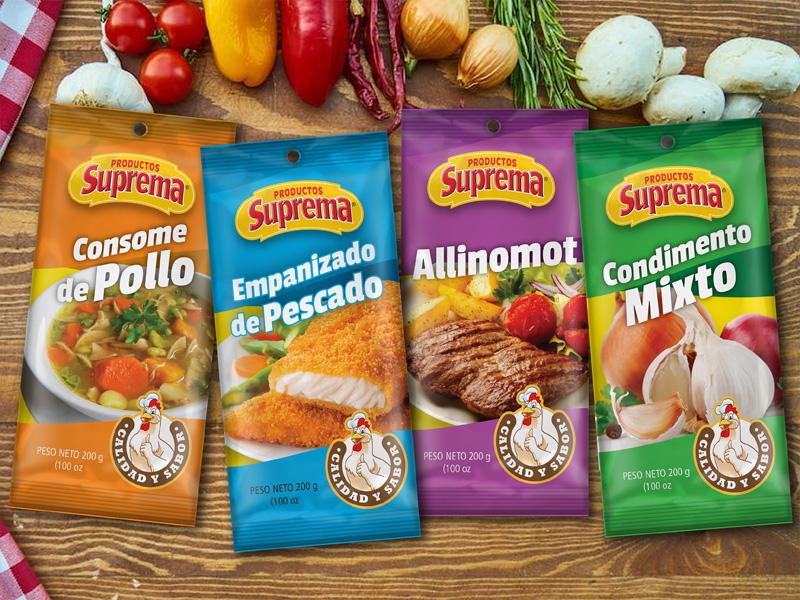 PRODUCTOS
Suprema®
Consome
de Pollo
PESO NETO 200 g
(100 oz
CALIDAD Y SABOR
PRODUCTOS
Suprema®
Empanizado
de Pescado
PESO NETO 200 g
(100 oz
CALIDAD Y SABOR
PRODUCTOS
Suprema®
Allinomot
PESO NETO 200 g
(100 oz
CALIDAD Y SABOR
PRODUCTOS
Suprema®
Condimento
Mixto
PESO NETO 200 g
(100 oz
CALIDAD Y SABOR